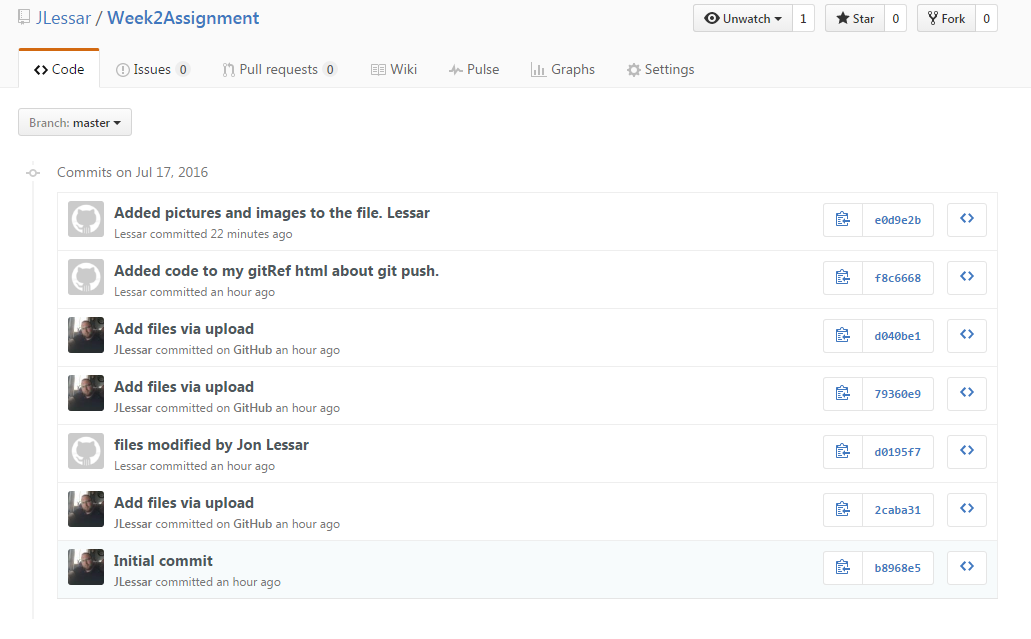 JLessar / Week2Assignment
Unwatch 1 Star 0 Fork 0
Code Issues 0 Pull requests 0 Wiki Pulse Graphs Settings
Branch: master
Commits on Jul 17, 2016
Added pictures and images to the file. Lessar
Lessar committed 22 minutes ago
e0d9e2b
Added code to my gitRef html about git push.
Lessar committed an hour ago
f8c6668
Add files via upload
JLessar committed on GitHub an hour ago
d040be1
Add files via upload
JLessar committed on GitHub an hour ago
79360e9
files modified by Jon Lessar
Lessar committed an hour ago
d0195f7
Add files via upload
JLessar committed on GitHub an hour ago
2caba31
Initial commit
JLessar committed an hour ago
b8968e5